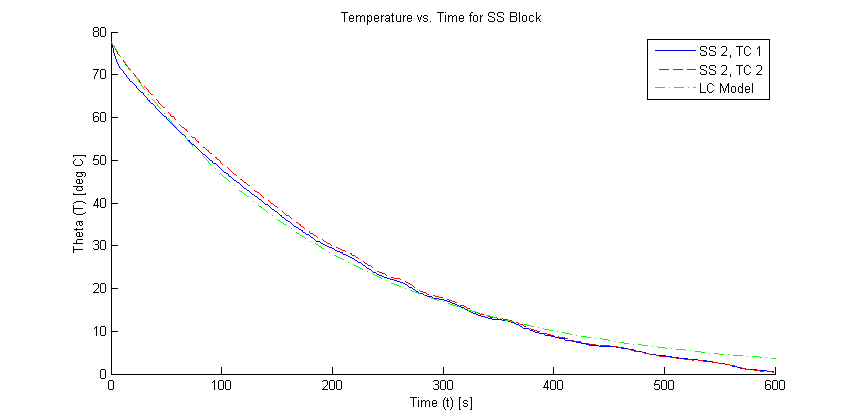 Temperature vs. Time for SS Block
SS 2, TC 1
SS 2, TC 2
LC Model
80
70
60
50
40
30
20
10
0
Theta (T) [deg C]
0 100 200 300 400 500 600
Time (t) [s]